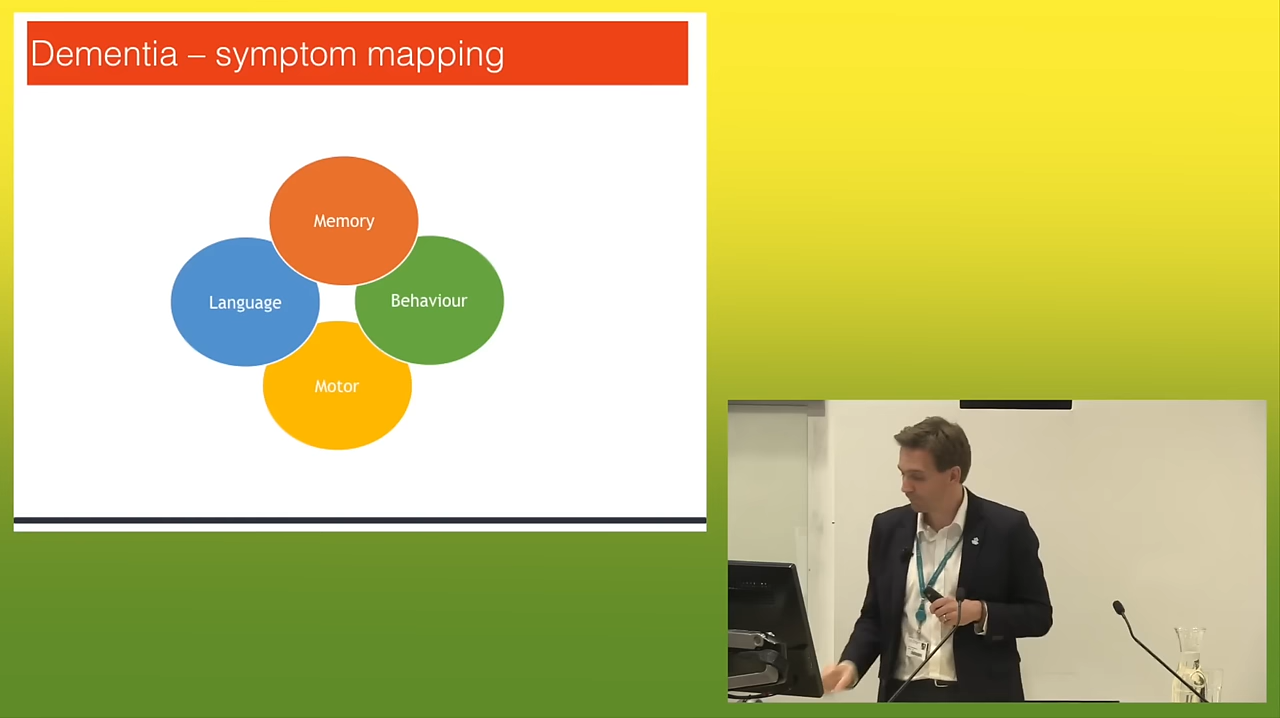 Dementia – symptom mapping
Memory
Language
Behaviour
Motor